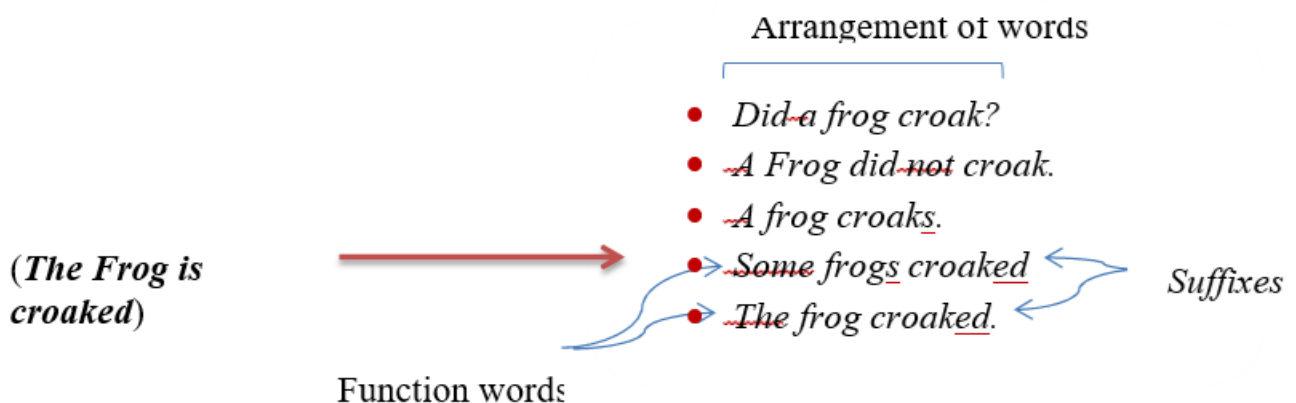 Arrangement of words
Did a frog croak?
A Frog did not croak.
A frog croaks.
Some frogs croaked
The frog croaked.
(The Frog is
croaked)
Suffixes
Function words